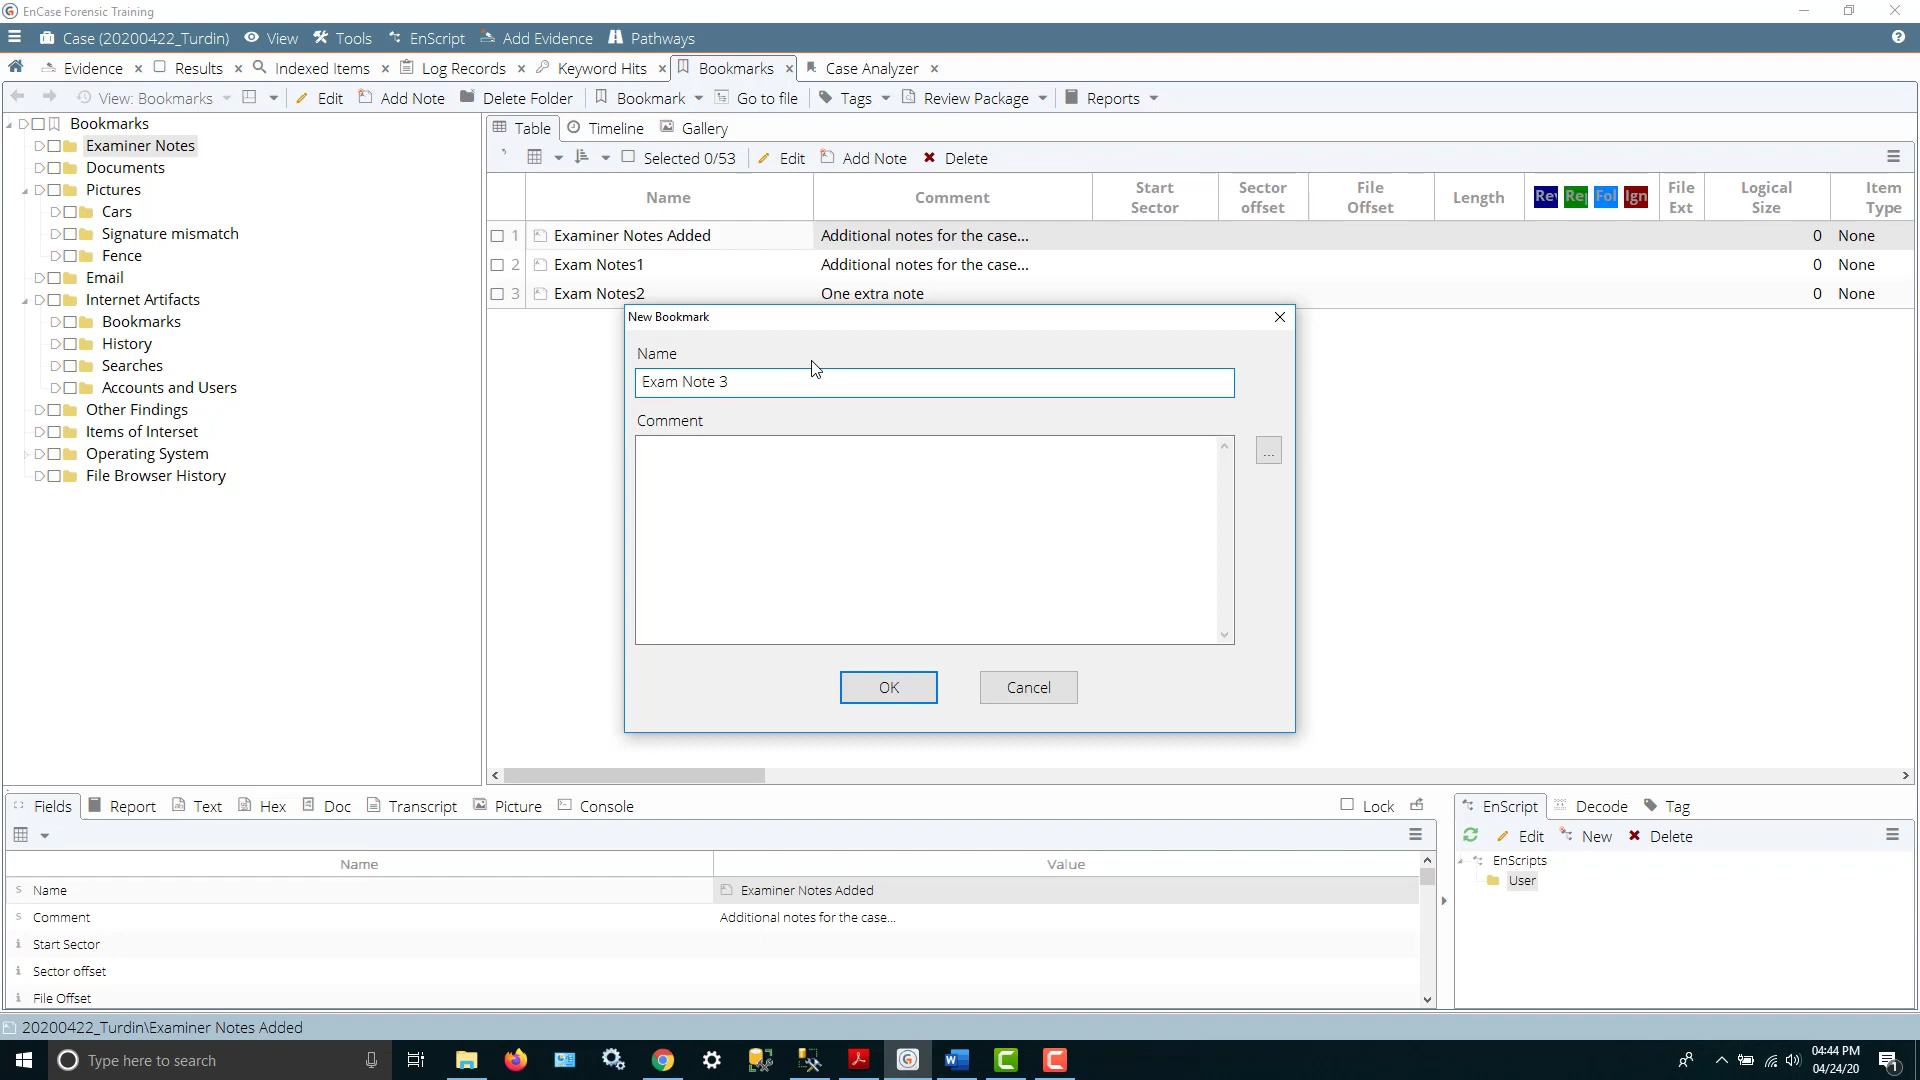 EnCase Forensic Training
Case (20200422_Turdin) View Tools EnScript Add Evidence Pathways
Evidence Results Indexed Items Log Records Keyword Hits Bookmarks Case Analyzer
View: Bookmarks Edit Add Note Delete Folder Bookmark Go to file Tags Review Package Reports
Bookmarks
Examiner Notes
Documents
Pictures
Cars
Signature mismatch
Fence
Email
Internet Artifacts
Bookmarks
History
Searches
Accounts and Users
Other Findings
Items of Interset
Operating System
File Browser History
Table Timeline Gallery
Selected 0/53 Edit Add Note Delete
Name Comment Start Sector Sector offset File Offset Length Rev Rep Fol Ign File Ext Logical Size Item Type
1 Examiner Notes Added Additional notes for the case... 0 None
2 Exam Notes1 Additional notes for the case... 0 None
3 Exam Notes2 One extra note 0 None
New Bookmark
Name
Exam Note 3
Comment
...
OK Cancel
Fields Report Text Hex Doc Transcript Picture Console Lock
Name Value
Name Examiner Notes Added
Comment Additional notes for the case...
Start Sector
Sector offset
File Offset
EnScript Decode Tag
Edit New Delete
EnScripts
User
20200422_Turdin\Examiner Notes Added
Type here to search
04:44 PM
04/24/20
1